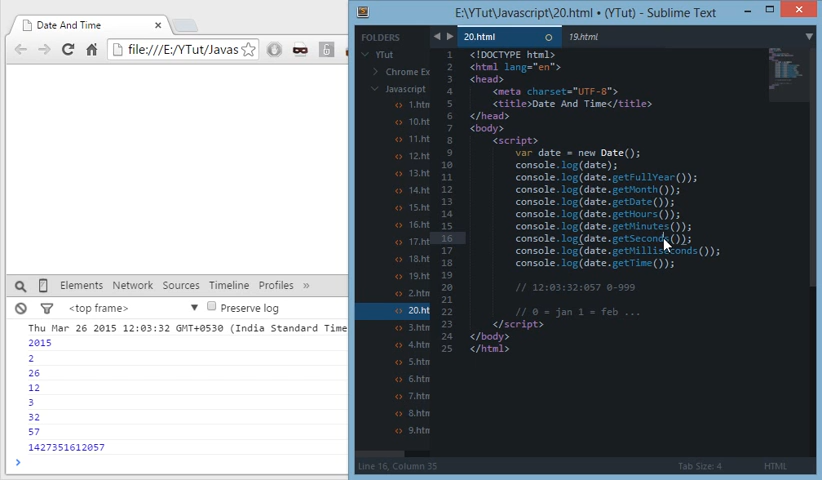 Date And Time
file:///E:/YTut/Javas
Elements Network Sources Timeline Profiles »
<top frame>
Preserve log
Thu Mar 26 2015 12:03:32 GMT+0530 (India Standard Time
2015
2
26
12
3
32
57
1427351612057
>
E:\YTut\Javascript\20.html • (YTut) - Sublime Text
FOLDERS
YTut
Chrome Ex
Javascript
1.htm
10.ht
11.ht
12.ht
13.ht
14.ht
15.ht
16.ht
17.ht
18.ht
19.ht
2.htm
20.ht
3.htm
4.htm
5.htm
6.htm
7.htm
8.htm
9.htm
20.html 19.html
1 <!DOCTYPE html>
2 <html lang="en">
3 <head>
4 <meta charset="UTF-8">
5 <title>Date And Time</title>
6 </head>
7 <body>
8 <script>
9 var date = new Date();
10 console.log(date);
11 console.log(date.getFullYear());
12 console.log(date.getMonth());
13 console.log(date.getDate());
14 console.log(date.getHours());
15 console.log(date.getMinutes());
16 console.log(date.getSeconds());
17 console.log(date.getMilliseconds());
18 console.log(date.getTime());
19
20 // 12:03:32:057 0-999
21
22 // 0 = jan 1 = feb ...
23 </script>
24 </body>
25 </html>
Line 16, Column 35 Tab Size: 4 HTML